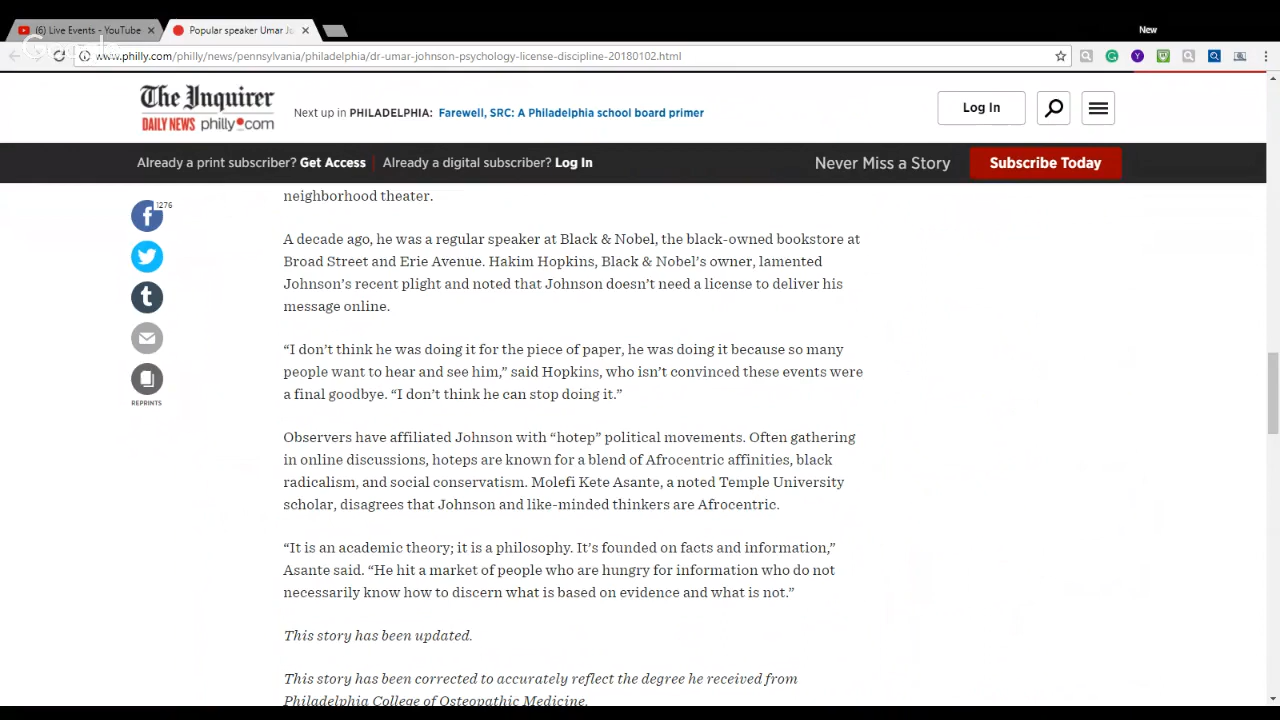 New
(6) Live Events - YouTube
Popular speaker Umar Jo
www.philly.com/philly/news/pennsylvania/philadelphia/dr-umar-johnson-psychology-license-discipline-20180102.html
The Inquirer
DAILY NEWS philly.com
Next up in PHILADELPHIA: Farewell, SRC: A Philadelphia school board primer
Log In
Already a print subscriber? Get Access
Already a digital subscriber? Log In
Never Miss a Story
Subscribe Today
1276
REPRINTS
neighborhood theater.
A decade ago, he was a regular speaker at Black & Nobel, the black-owned bookstore at
Broad Street and Erie Avenue. Hakim Hopkins, Black & Nobel’s owner, lamented
Johnson’s recent plight and noted that Johnson doesn’t need a license to deliver his
message online.
“I don’t think he was doing it for the piece of paper, he was doing it because so many
people want to hear and see him,” said Hopkins, who isn’t convinced these events were
a final goodbye. “I don’t think he can stop doing it.”
Observers have affiliated Johnson with “hotep” political movements. Often gathering
in online discussions, hoteps are known for a blend of Afrocentric affinities, black
radicalism, and social conservatism. Molefi Kete Asante, a noted Temple University
scholar, disagrees that Johnson and like-minded thinkers are Afrocentric.
“It is an academic theory; it is a philosophy. It’s founded on facts and information,”
Asante said. “He hit a market of people who are hungry for information who do not
necessarily know how to discern what is based on evidence and what is not.”
This story has been updated.
This story has been corrected to accurately reflect the degree he received from
Philadelphia College of Osteopathic Medicine.